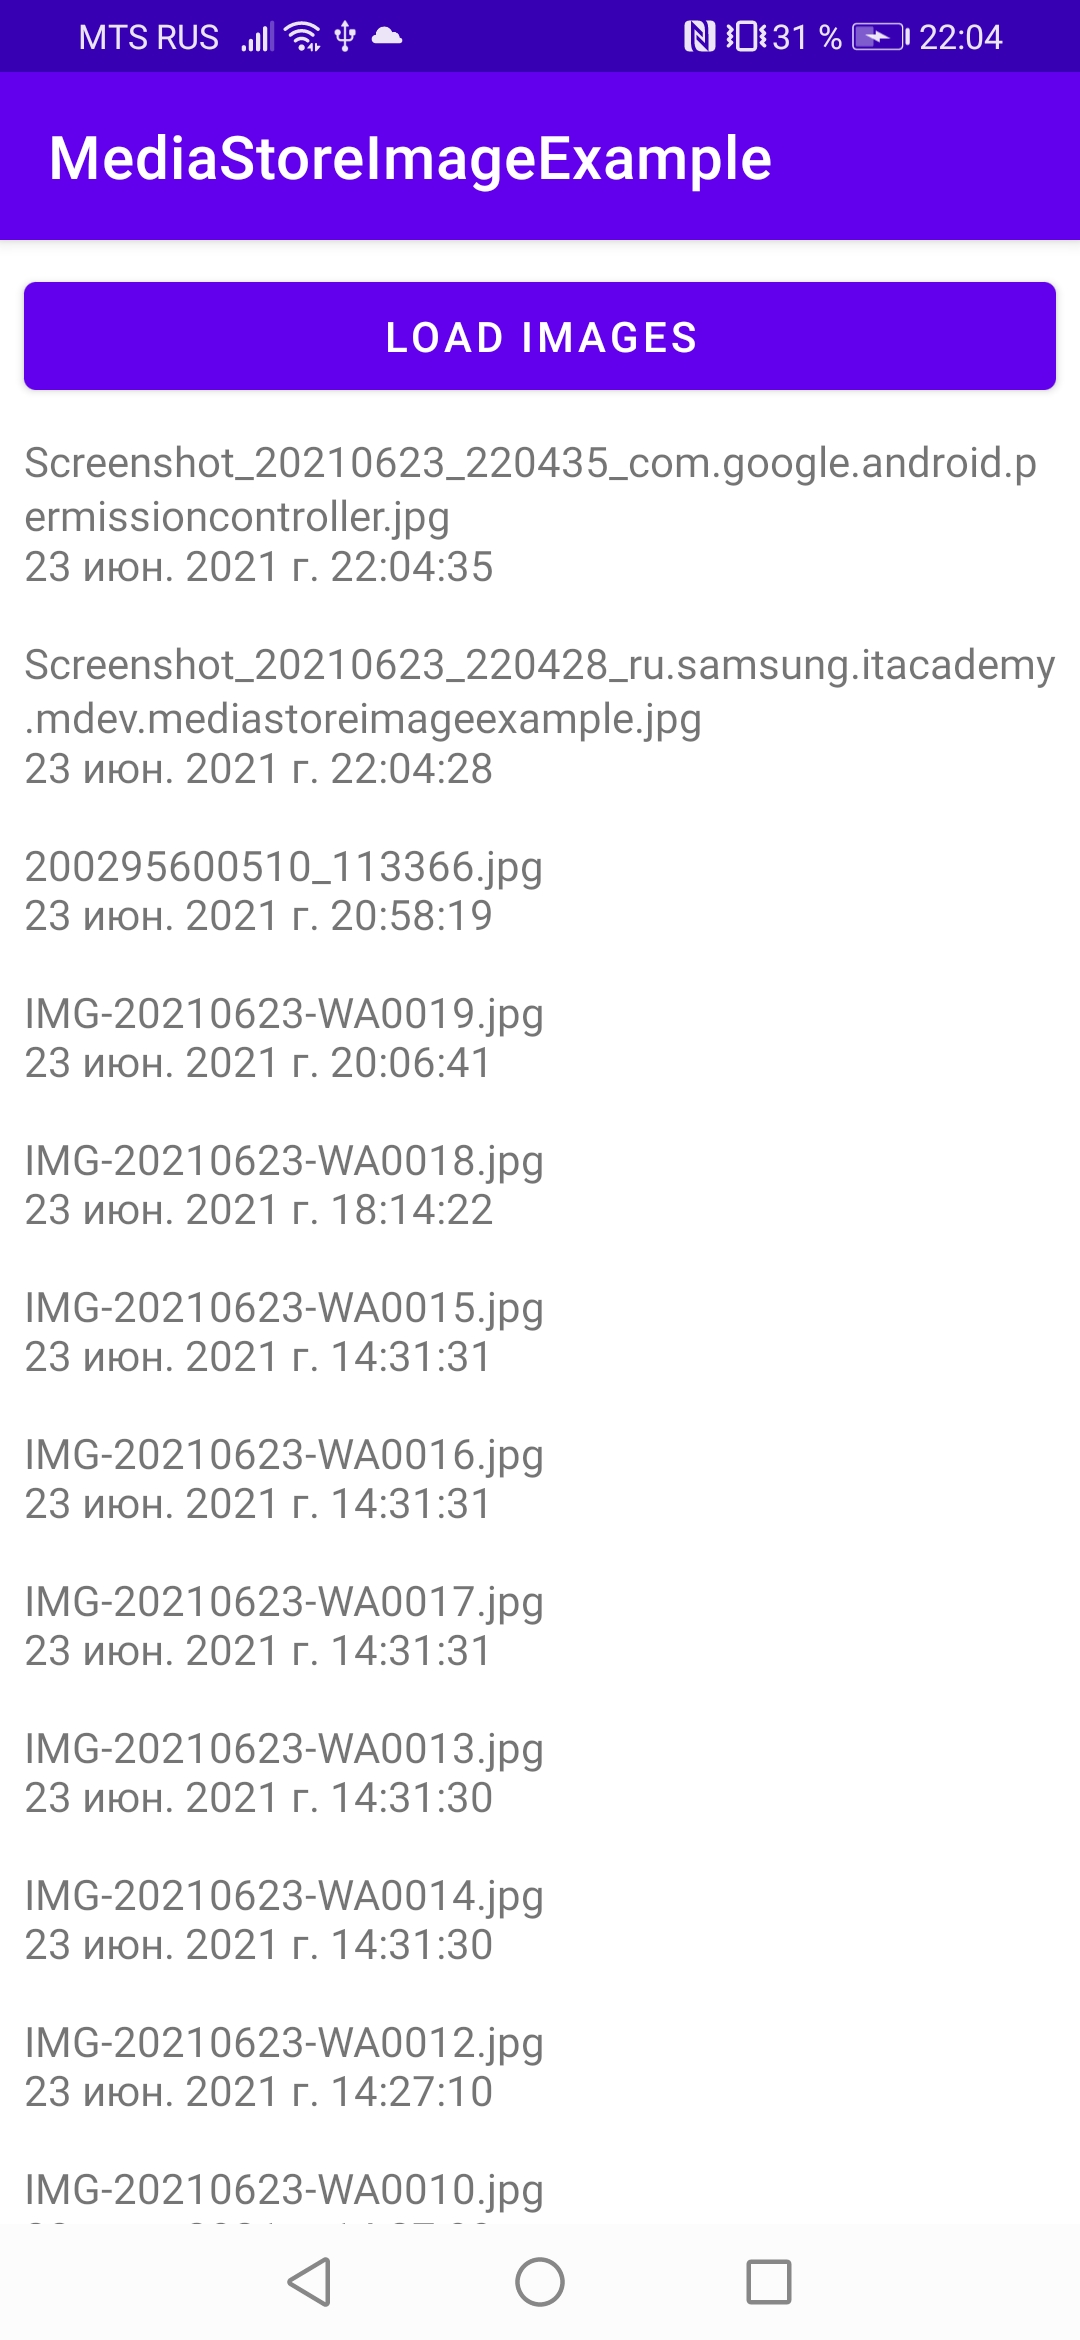 MTS RUS 31 % 22:04
MediaStoreImageExample
LOAD IMAGES
Screenshot_20210623_220435_com.google.android.p
ermissioncontroller.jpg
23 июн. 2021 г. 22:04:35
Screenshot_20210623_220428_ru.samsung.itacademy
.mdev.mediastoreimageexample.jpg
23 июн. 2021 г. 22:04:28
200295600510_113366.jpg
23 июн. 2021 г. 20:58:19
IMG-20210623-WA0019.jpg
23 июн. 2021 г. 20:06:41
IMG-20210623-WA0018.jpg
23 июн. 2021 г. 18:14:22
IMG-20210623-WA0015.jpg
23 июн. 2021 г. 14:31:31
IMG-20210623-WA0016.jpg
23 июн. 2021 г. 14:31:31
IMG-20210623-WA0017.jpg
23 июн. 2021 г. 14:31:31
IMG-20210623-WA0013.jpg
23 июн. 2021 г. 14:31:30
IMG-20210623-WA0014.jpg
23 июн. 2021 г. 14:31:30
IMG-20210623-WA0012.jpg
23 июн. 2021 г. 14:27:10
IMG-20210623-WA0010.jpg